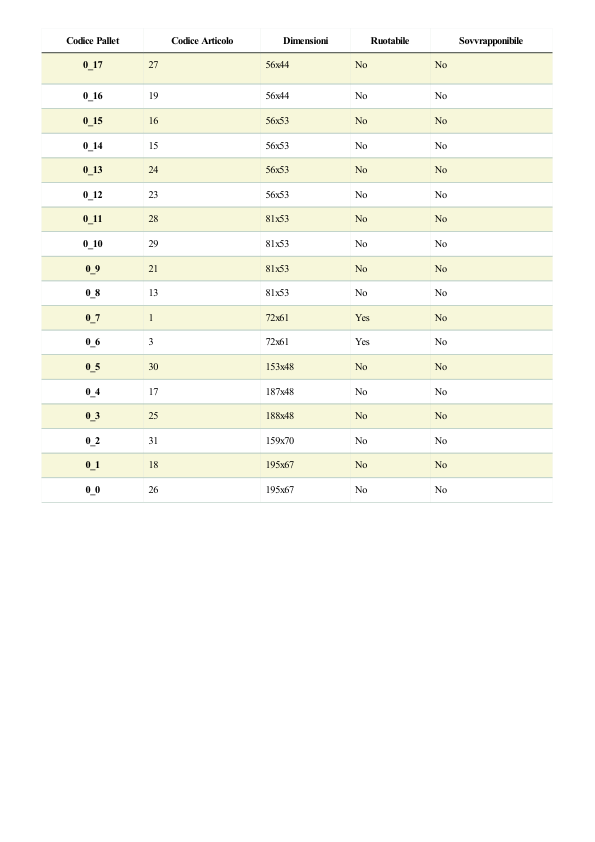 Codice Pallet Codice Articolo Dimensioni Ruotabile Sovvrapponibile
0_17 27 56x44 No No
0_16 19 56x44 No No
0_15 16 56x53 No No
0_14 15 56x53 No No
0_13 24 56x53 No No
0_12 23 56x53 No No
0_11 28 81x53 No No
0_10 29 81x53 No No
0_9 21 81x53 No No
0_8 13 81x53 No No
0_7 1 72x61 Yes No
0_6 3 72x61 Yes No
0_5 30 153x48 No No
0_4 17 187x48 No No
0_3 25 188x48 No No
0_2 31 159x70 No No
0_1 18 195x67 No No
0_0 26 195x67 No No